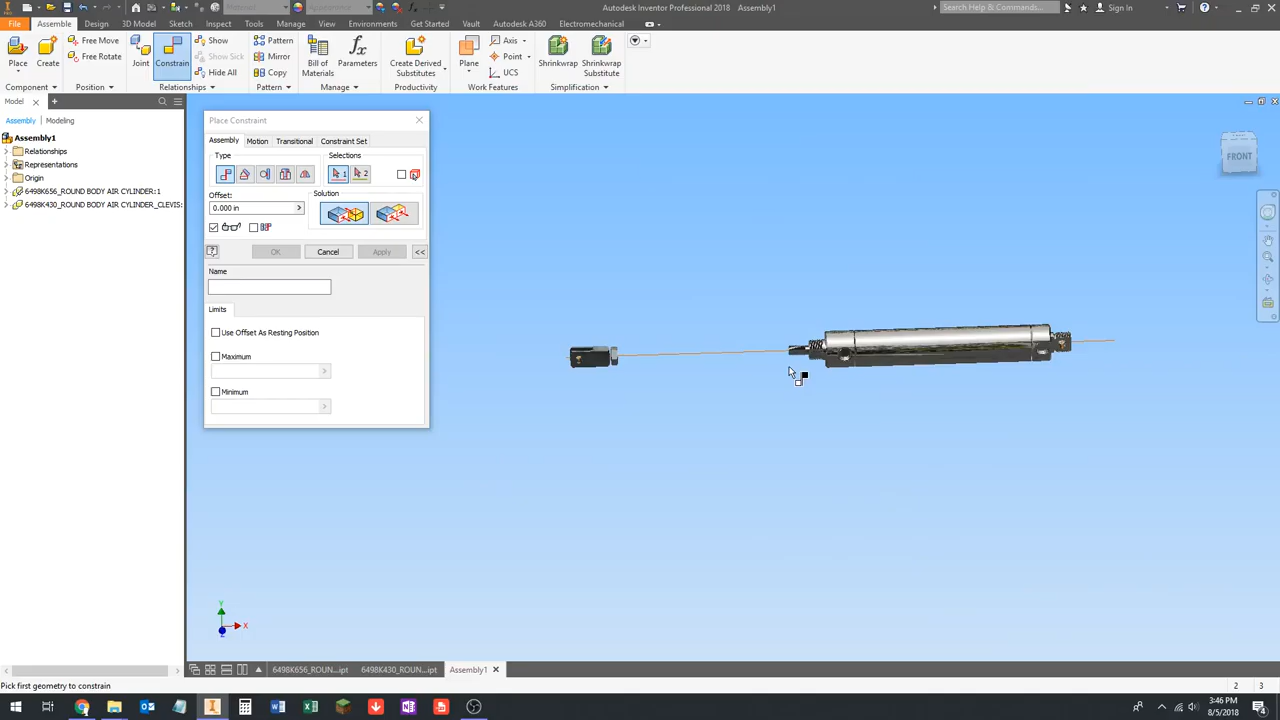 Material
Appearance
Autodesk Inventor Professional 2018   Assembly1
Search Help & Commands...
Sign In
File
Assemble
Design
3D Model
Sketch
Inspect
Tools
Manage
View
Environments
Get Started
Vault
Autodesk A360
Electromechanical
Place
Create
Free Move
Free Rotate
Joint
Constrain
Show
Show Sick
Hide All
Pattern
Mirror
Copy
Bill of
Materials
Parameters
Create Derived
Substitutes
Plane
Axis
Point
UCS
Shrinkwrap
Shrinkwrap
Substitute
Component
Position
Relationships
Pattern
Manage
Productivity
Work Features
Simplification
Model
Assembly
Modeling
Assembly1
Relationships
Representations
Origin
6498K656_ROUND BODY AIR CYLINDER:1
6498K430_ROUND BODY AIR CYLINDER_CLEVIS:
Place Constraint
Assembly
Motion
Transitional
Constraint Set
Type
Selections
1
2
Offset:
0.000 in
Solution
OK
Cancel
Apply
<<
Name
Limits
Use Offset As Resting Position
Maximum
Minimum
FRONT
Y
X
Z
6498K656_ROUN...ipt
6498K430_ROUN...ipt
Assembly1
Pick first geometry to constrain
2
3
3:46 PM
8/5/2018